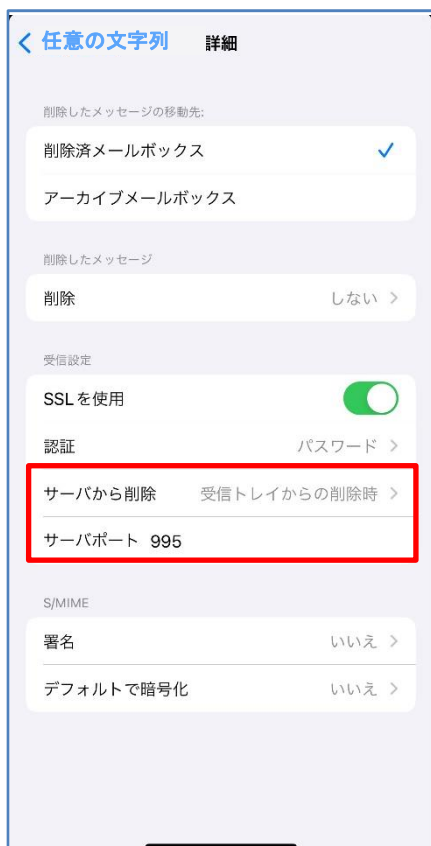 任意の文字列 詳細
削除したメッセージの移動先:
削除済メールボックス
アーカイブメールボックス
削除したメッセージ
削除 しない
受信設定
SSLを使用
認証 パスワード
サーバから削除 受信トレイからの削除時
サーバポート 995
S/MIME
署名 いいえ
デフォルトで暗号化 いいえ